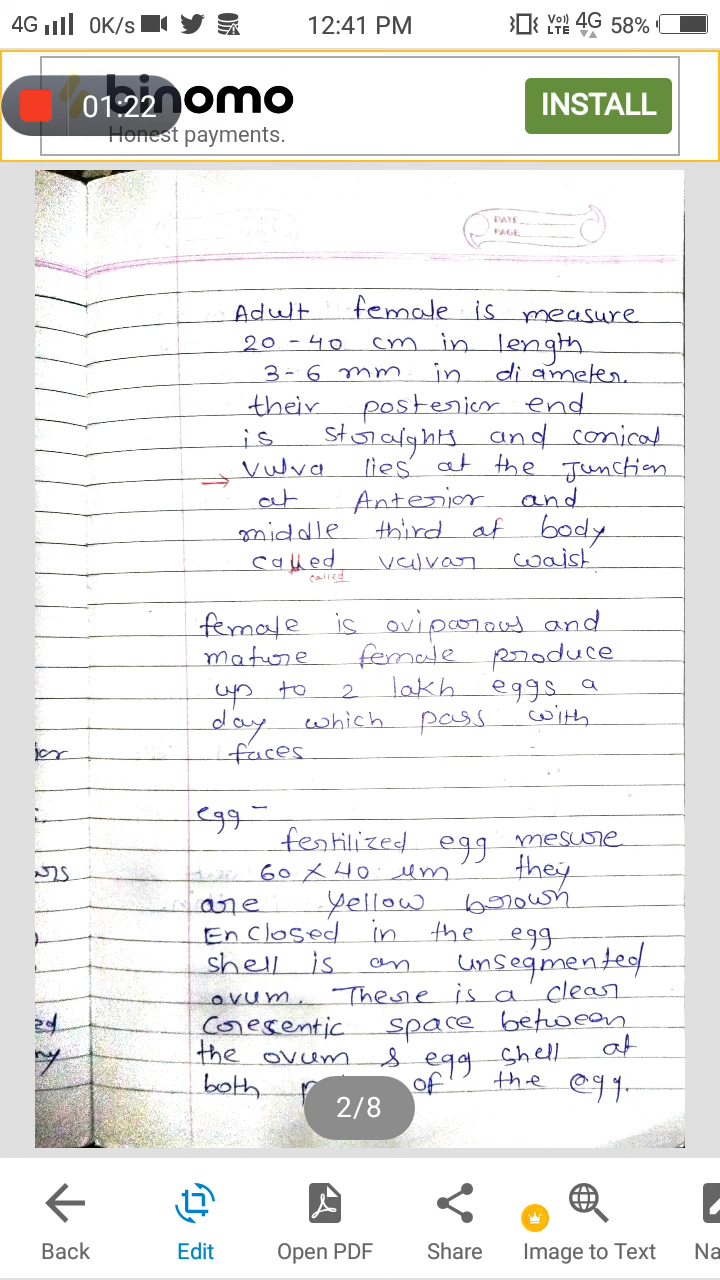 4G 0K/s 12:41 PM VoLTE 4G 58%
01:22
binomo
Honest payments.
INSTALL
DATE
PAGE
Adult female is measure
20-40 cm in length
3-6 mm in diameter.
their posterior end
is straights and conical
→ vulva lies at the Junction
at Anterior and
middle third of body
called vulvar waist
called
female is oviparous and
mature female produce
up to 2 lakh eggs a
day which pass with
faces
ior
egg -
fertilized egg mesure
60 x 40 um they
are yellow brown
Enclosed in the egg
shell is an unsegmented
ovum. There is a clear
Coresentic space between
the ovum & egg shell at
both of the egg.
2/8
Back Edit Open PDF Share Image to Text Na